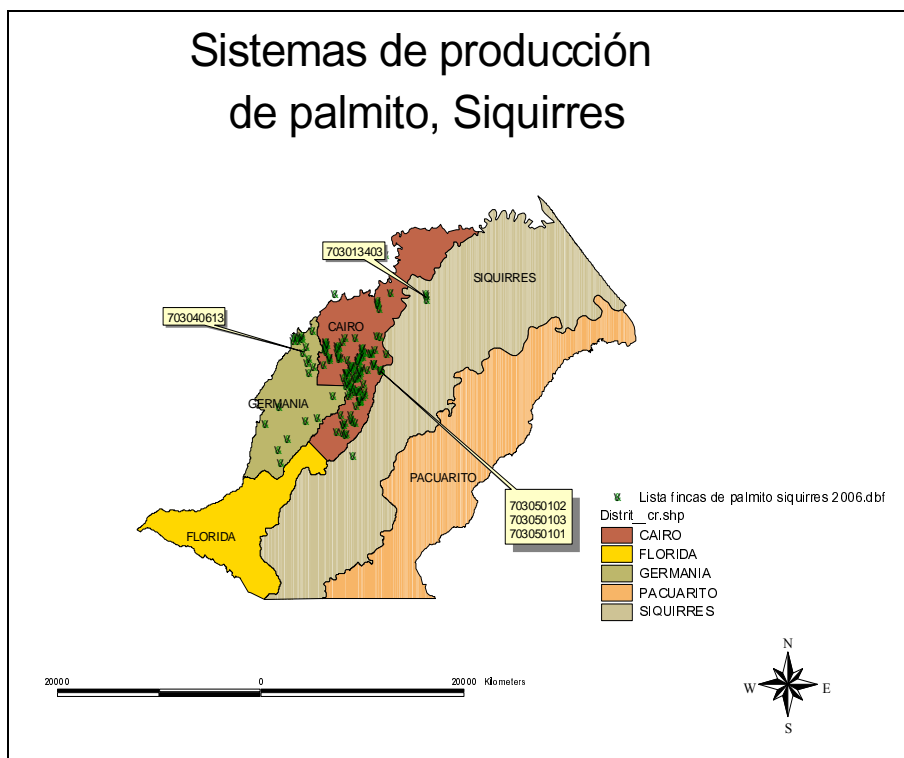 Sistemas de producción
de palmito, Siquirres
703013403
SIQUIRRES
703040613
CAIRO
GERMANIA
PACUARITO
703050102
703050103
703050101
FLORIDA
Lista fincas de palmito siquirres 2006.dbf
Distrit__cr.shp
CAIRO
FLORIDA
GERMANIA
PACUARITO
SIQUIRRES
20000 0 20000 Kilometers
N
W E
S